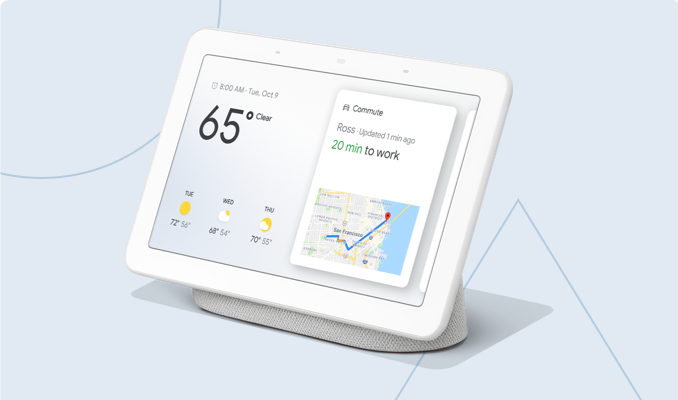 8:00 AM · Tue, Oct 9
65° Clear
TUE
WED
THU
72° 56°
68° 54°
70° 55°
Commute
Ross · Updated 1 min ago
20 min to work
San Francisco